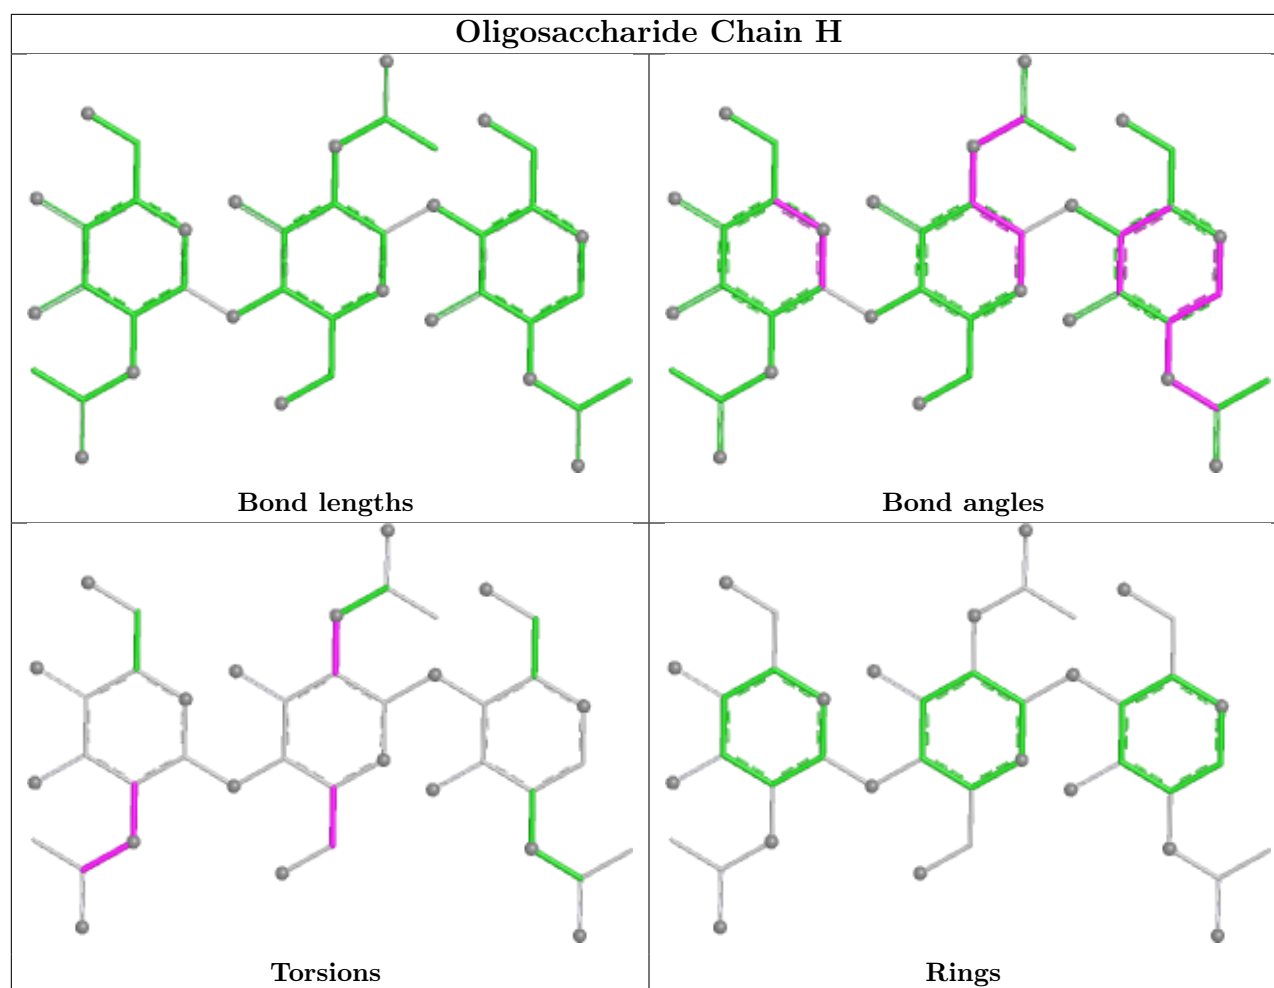 Oligosaccharide Chain H
Bond lengths
Bond angles
Torsions
Rings